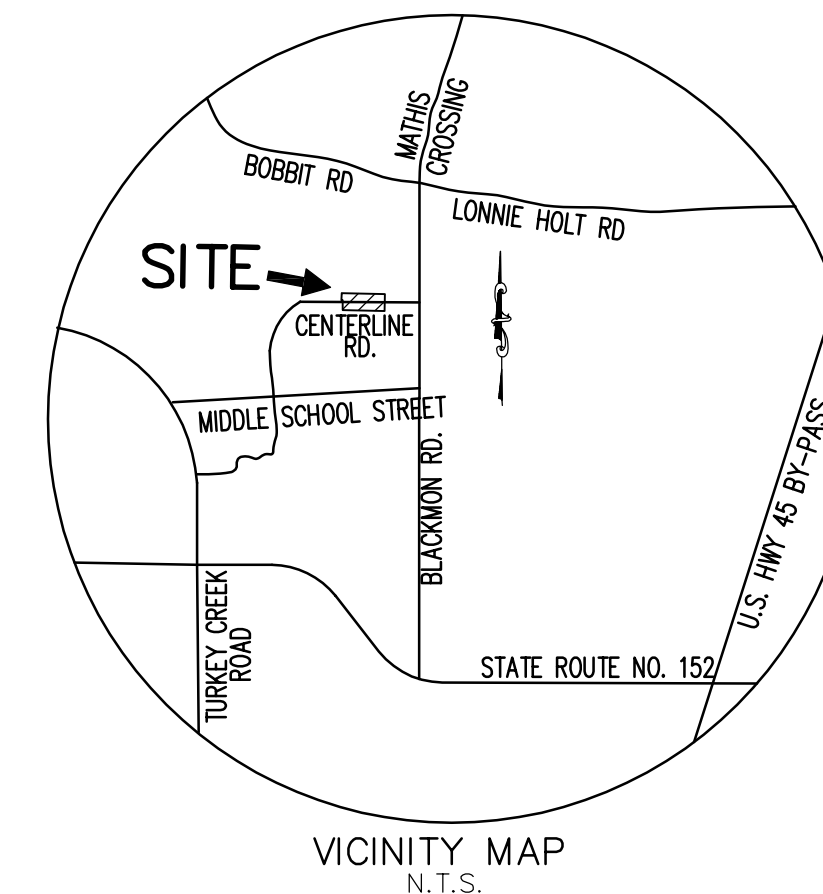 MATHIS
CROSSING
BOBBIT RD
LONNIE HOLT RD
SITE
CENTERLINE
RD.
MIDDLE SCHOOL STREET
BLACKMON RD.
U.S. HWY 45 BY-PASS
TURKEY CREEK
ROAD
STATE ROUTE NO. 152
VICINITY MAP
N.T.S.